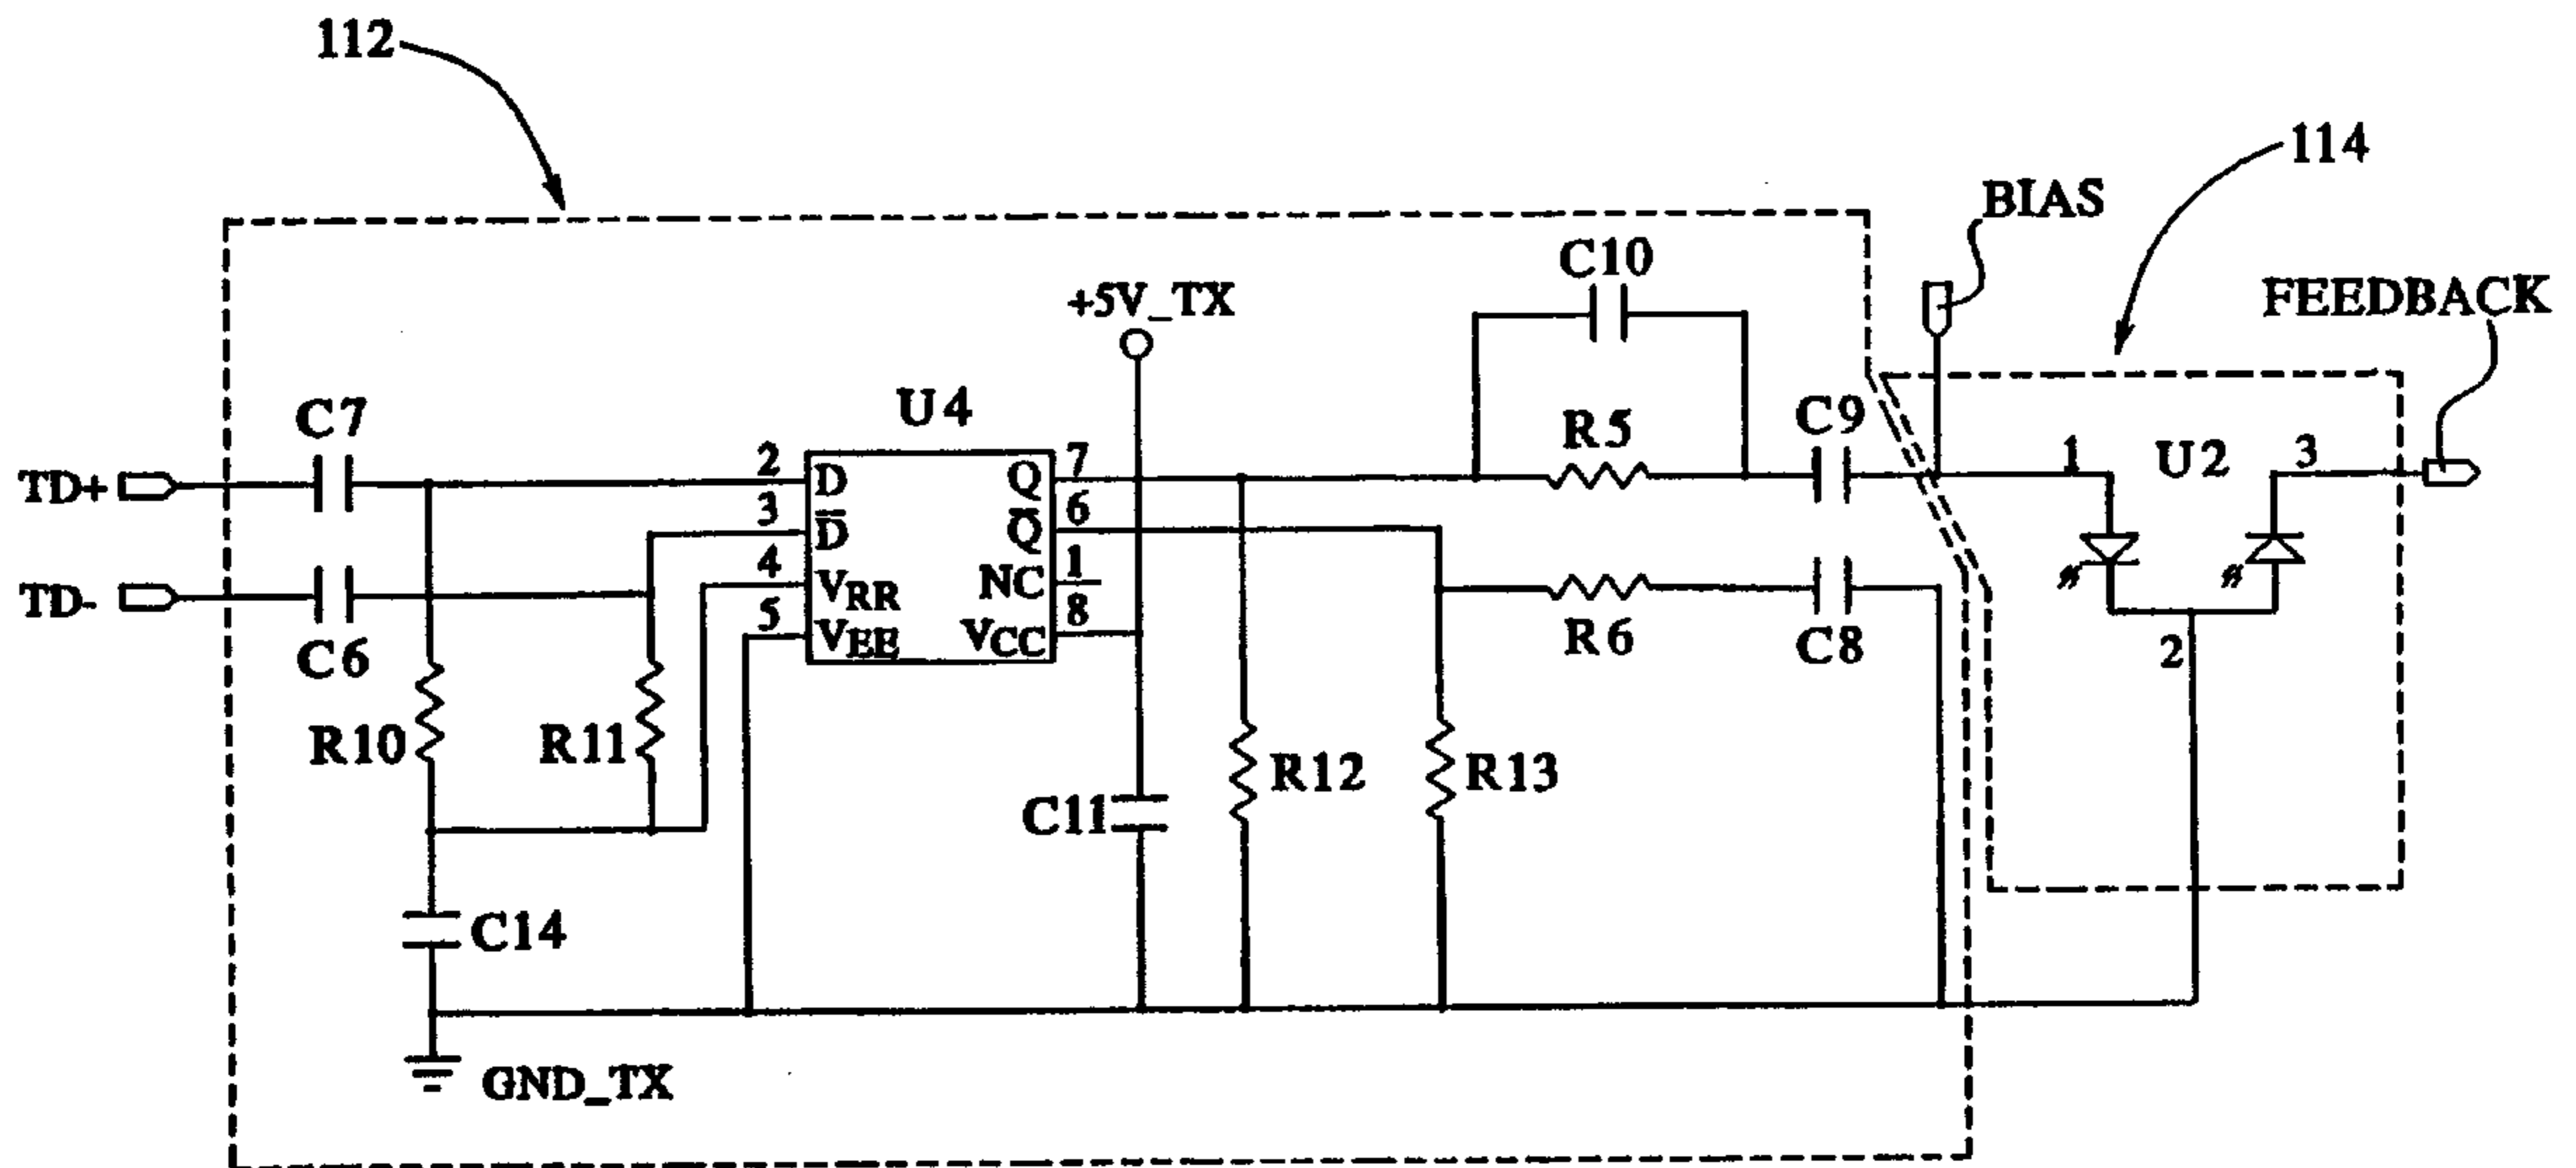 112
114
BIAS
FEEDBACK
C10
+5V_TX
C7
U4
R5
C9
1
U2
3
TD+
2
D
Q
7
3
D̅
Q̅
6
TD-
4
VRR
NC
1
5
VEE
VCC
8
C6
R6
C8
2
R10
R11
C11
R12
R13
C14
GND_TX